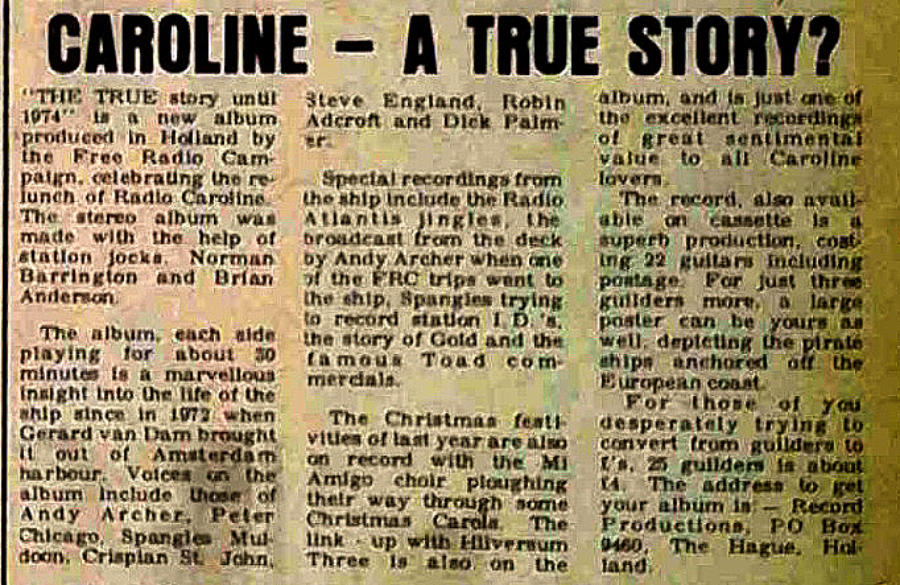 CAROLINE – A TRUE STORY?
"THE TRUE story until
1974" is a new album
produced in Holland by
the Free Radio Cam-
paign, celebrating the re-
lunch of Radio Caroline.
The stereo album was
made with the help of
station jocks, Norman
Barrington and Brian
Anderson.
The album, each side
playing for about 30
minutes is a marvellous
insight into the life of the
ship since in 1972 when
Gerard van Dam brought
it out of Amsterdam
harbour. Voices on the
album include those of
Andy Archer, Peter
Chicago, Spangles Mul-
doon, Crispian St. John,
Steve England, Robin
Adcroft and Dick Palm-
er.
Special recordings from
the ship include the Radio
Atlantis jingles, the
broadcast from the deck
by Andy Archer when one
of the FRC trips went to
the ship, Spangles trying
to record station I.D.'s,
the story of Gold and the
famous Toad com-
mercials.
The Christmas festi-
vities of last year are also
on record with the Mi
Amigo choir ploughing
their way through some
Christmas Carols. The
link - up with Hilversum
Three is also on the
album, and is just one of
the excellent recordings
of great sentimental
value to all Caroline
lovers.
The record, also avail-
able on cassette is a
superb production, cost-
ing 22 guitars including
postage. For just three
guilders more, a large
poster can be yours as
well, depicting the pirate
ships anchored off the
European coast.
For those of you
desperately trying to
convert from guilders to
£'s, 25 guilders is about
£4. The address to get
your album is – Record
Productions, PO Box
9460, The Hague, Hol-
land.